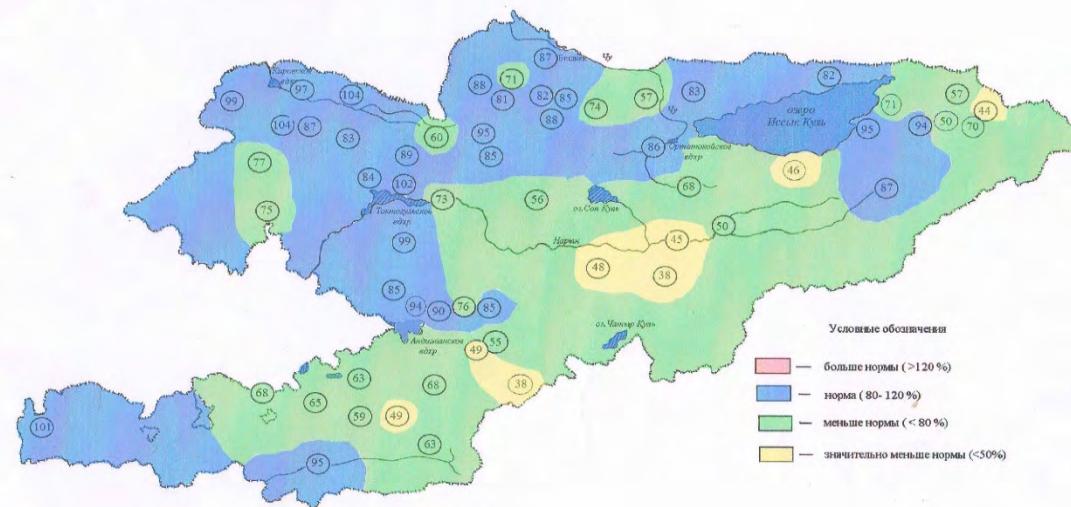 87
Бишкек
Чу
Кировское
вдхр
97
104
99
88
71
81
82
85
88
74
57
Чу
83
82
озеро
Иссык Куль
71
57
44
50
70
94
95
87
104
87
83
60
95
85
89
86
Ортотокойское
вдхр
46
68
77
75
84
102
73
Токтогульское
вдхр
56
оз.Сон Куль
50
Нарын
45
48
38
99
85
94
90
76
85
Андижанское
вдхр
49
55
38
оз.Чатыр Куль
68
63
65
68
59
49
63
95
101
Условные обозначения
— больше нормы (>120 %)
— норма (80- 120 %)
— меньше нормы (< 80 %)
— значительно меньше нормы (<50%)